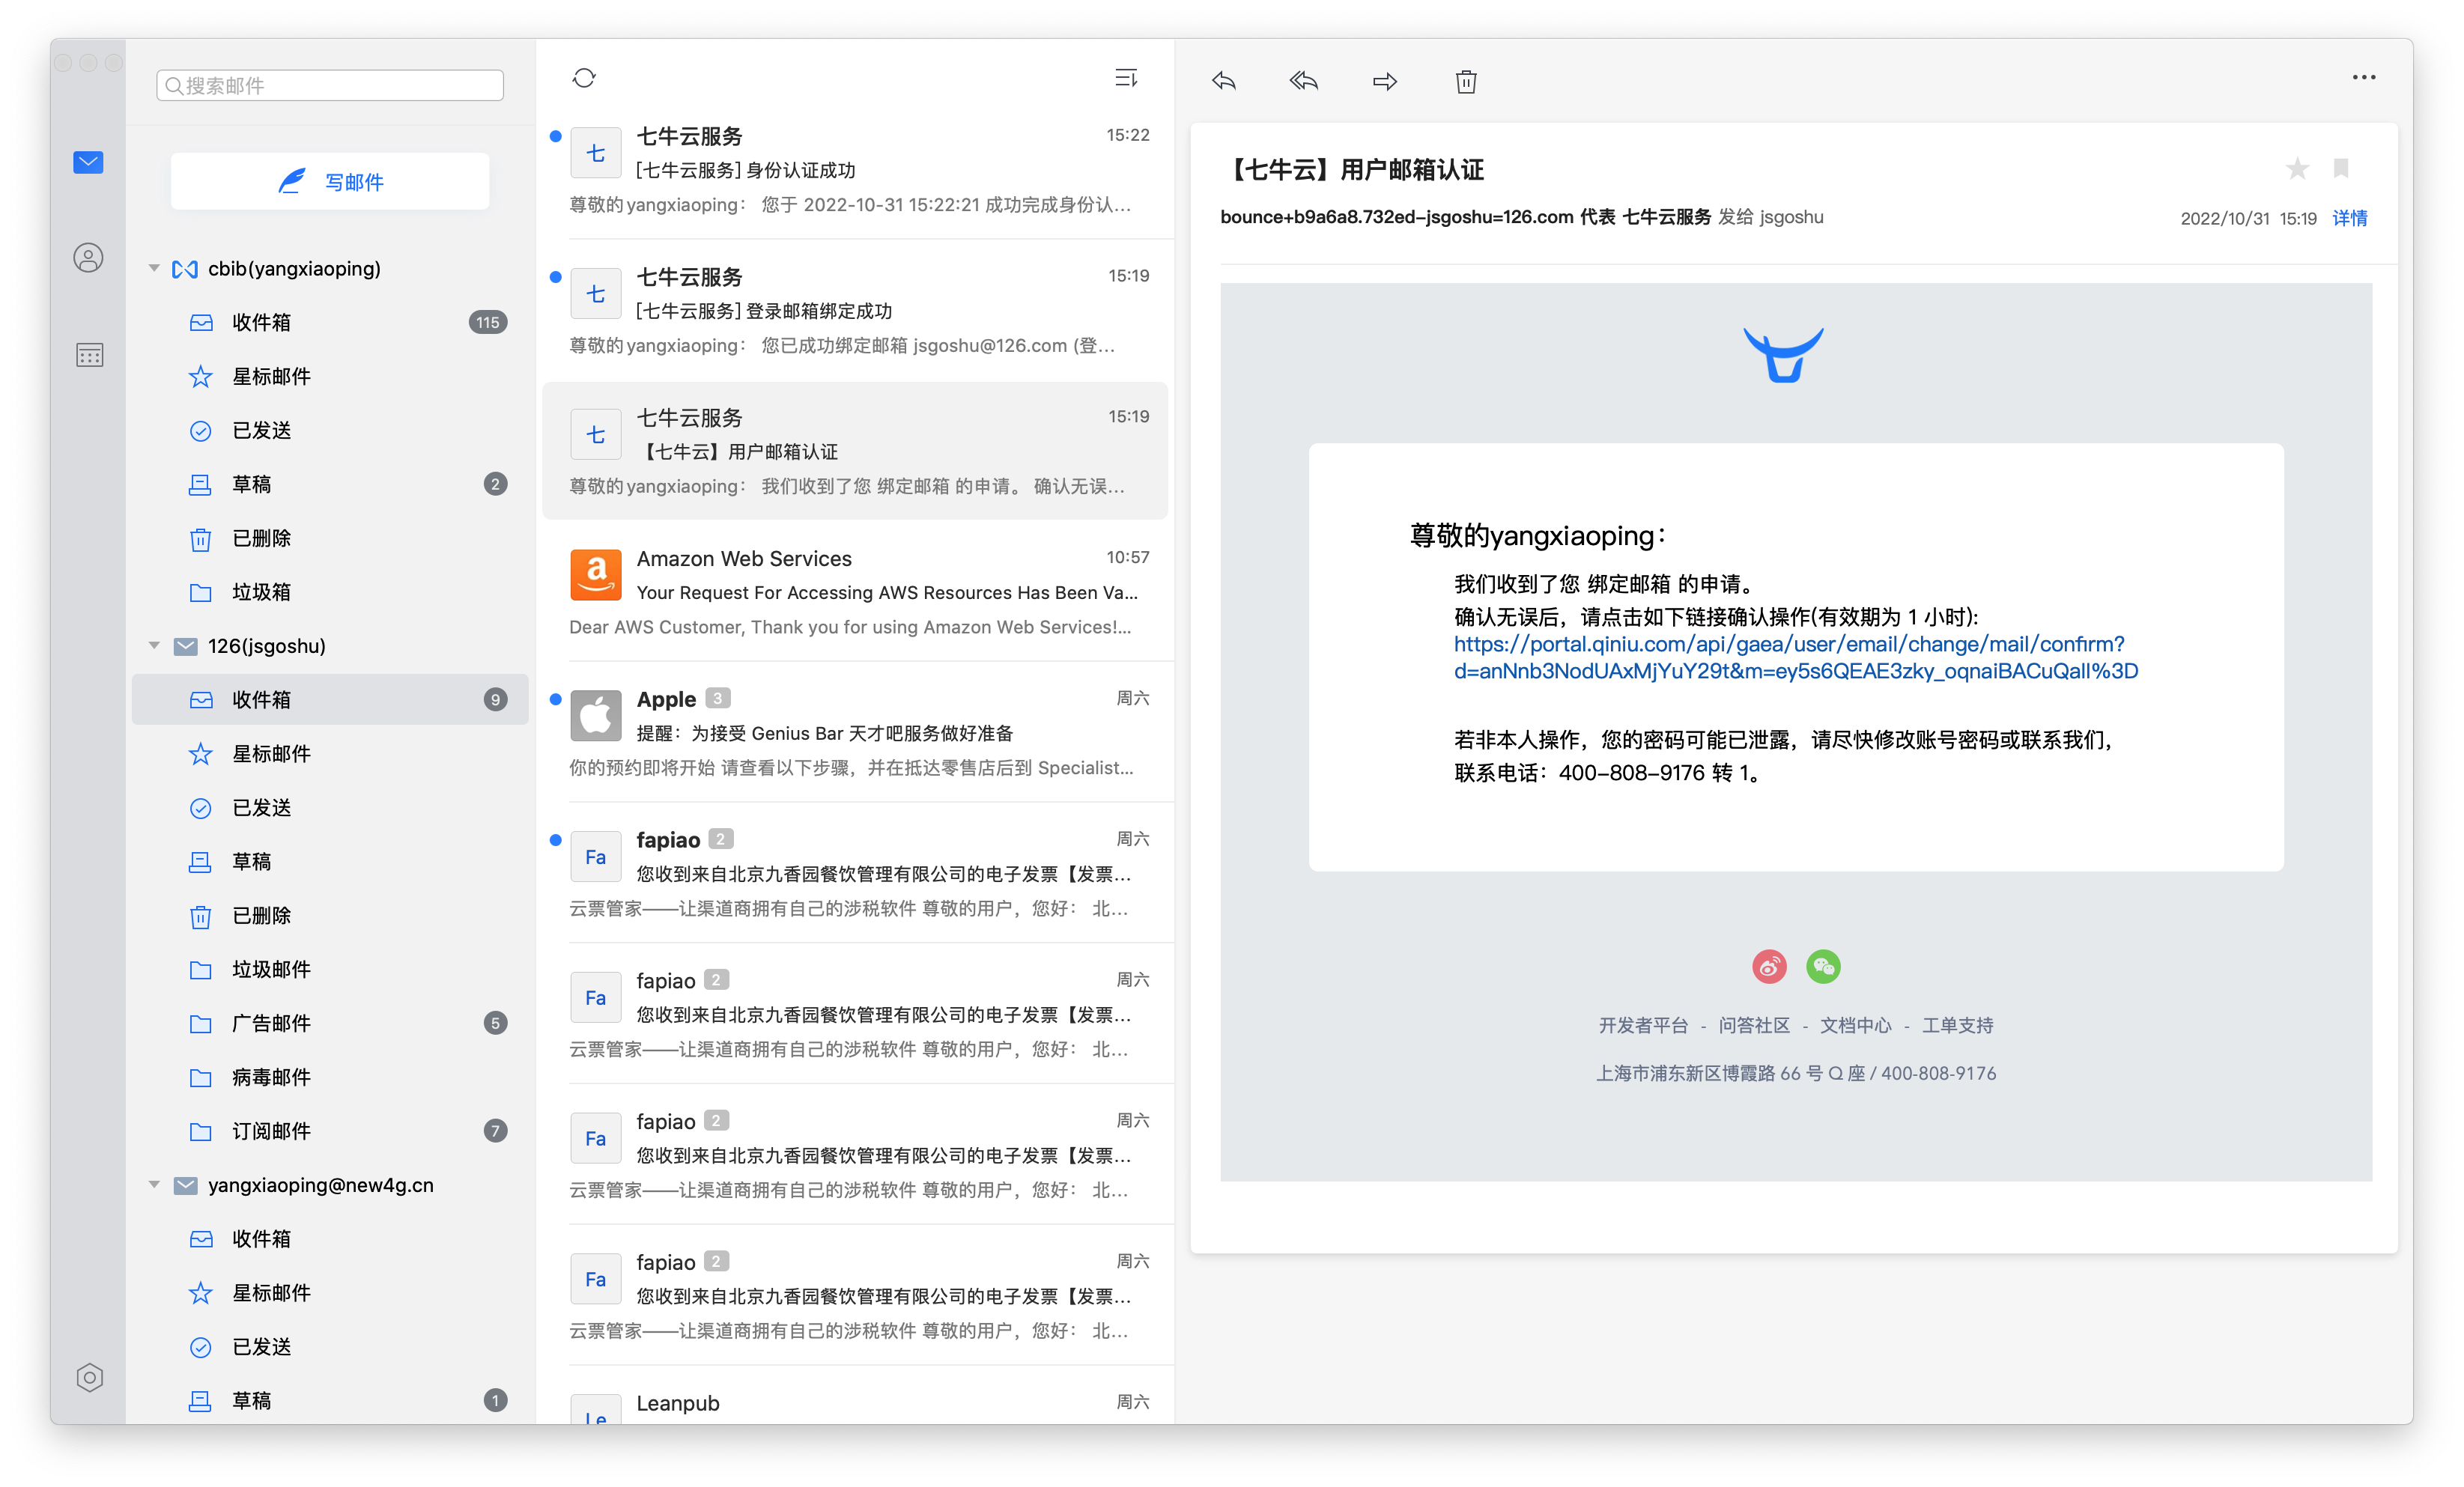 搜索邮件
写邮件
cbib(yangxiaoping)
收件箱 115
星标邮件
已发送
草稿 2
已删除
垃圾箱
126(jsgoshu)
收件箱 9
星标邮件
已发送
草稿
已删除
垃圾邮件
广告邮件 5
病毒邮件
订阅邮件 7
yangxiaoping@new4g.cn
收件箱
星标邮件
已发送
草稿 1
七
七牛云服务 15:22
[七牛云服务] 身份认证成功
尊敬的yangxiaoping： 您于 2022-10-31 15:22:21 成功完成身份认...
七
七牛云服务 15:19
[七牛云服务] 登录邮箱绑定成功
尊敬的yangxiaoping： 您已成功绑定邮箱 jsgoshu@126.com (登...
七
七牛云服务 15:19
【七牛云】用户邮箱认证
尊敬的yangxiaoping： 我们收到了您 绑定邮箱 的申请。 确认无误...
a
Amazon Web Services 10:57
Your Request For Accessing AWS Resources Has Been Va...
Dear AWS Customer, Thank you for using Amazon Web Services!...
Apple 3 周六
提醒：为接受 Genius Bar 天才吧服务做好准备
你的预约即将开始 请查看以下步骤，并在抵达零售店后到 Specialist...
Fa
fapiao 2 周六
您收到来自北京九香园餐饮管理有限公司的电子发票【发票...
云票管家——让渠道商拥有自己的涉税软件 尊敬的用户，您好： 北...
Fa
fapiao 2 周六
您收到来自北京九香园餐饮管理有限公司的电子发票【发票...
云票管家——让渠道商拥有自己的涉税软件 尊敬的用户，您好： 北...
Fa
fapiao 2 周六
您收到来自北京九香园餐饮管理有限公司的电子发票【发票...
云票管家——让渠道商拥有自己的涉税软件 尊敬的用户，您好： 北...
Fa
fapiao 2 周六
您收到来自北京九香园餐饮管理有限公司的电子发票【发票...
云票管家——让渠道商拥有自己的涉税软件 尊敬的用户，您好： 北...
Le
Leanpub 周六
【七牛云】用户邮箱认证
bounce+b9a6a8.732ed-jsgoshu=126.com 代表 七牛云服务 发给 jsgoshu 2022/10/31 15:19 详情
尊敬的yangxiaoping：
我们收到了您 绑定邮箱 的申请。
确认无误后，请点击如下链接确认操作(有效期为 1 小时):
https://portal.qiniu.com/api/gaea/user/email/change/mail/confirm?
d=anNnb3NodUAxMjYuY29t&m=ey5s6QEAE3zky_oqnaiBACuQalI%3D
若非本人操作，您的密码可能已泄露，请尽快修改账号密码或联系我们，
联系电话：400-808-9176 转 1。
开发者平台 - 问答社区 - 文档中心 - 工单支持
上海市浦东新区博霞路 66 号 Q 座 / 400-808-9176